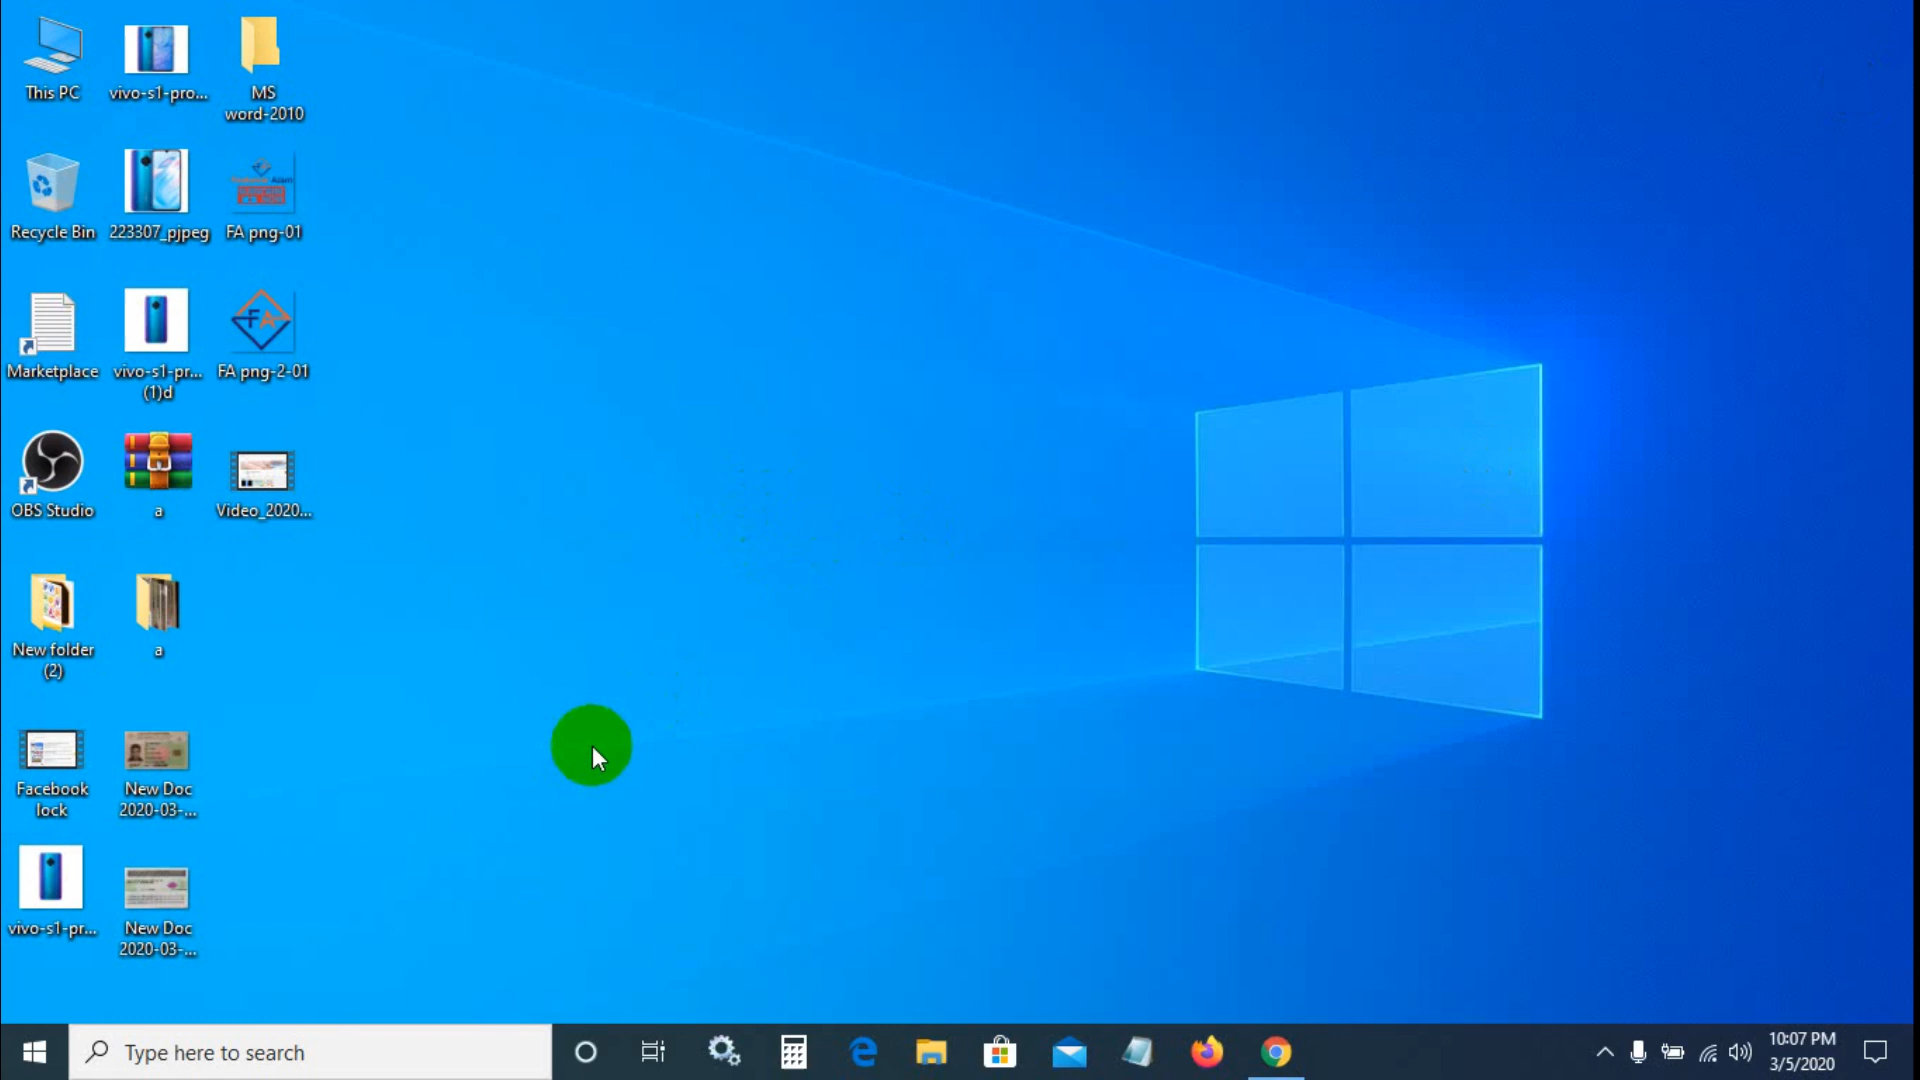 This PC
vivo-s1-pro...
MS
word-2010
Recycle Bin
223307_pjpeg
FA png-01
Marketplace
vivo-s1-pr...
(1)d
FA png-2-01
OBS Studio
a
Video_2020...
New folder
(2)
a
Facebook
lock
New Doc
2020-03-...
vivo-s1-pr...
New Doc
2020-03-...
Type here to search
10:07 PM
3/5/2020